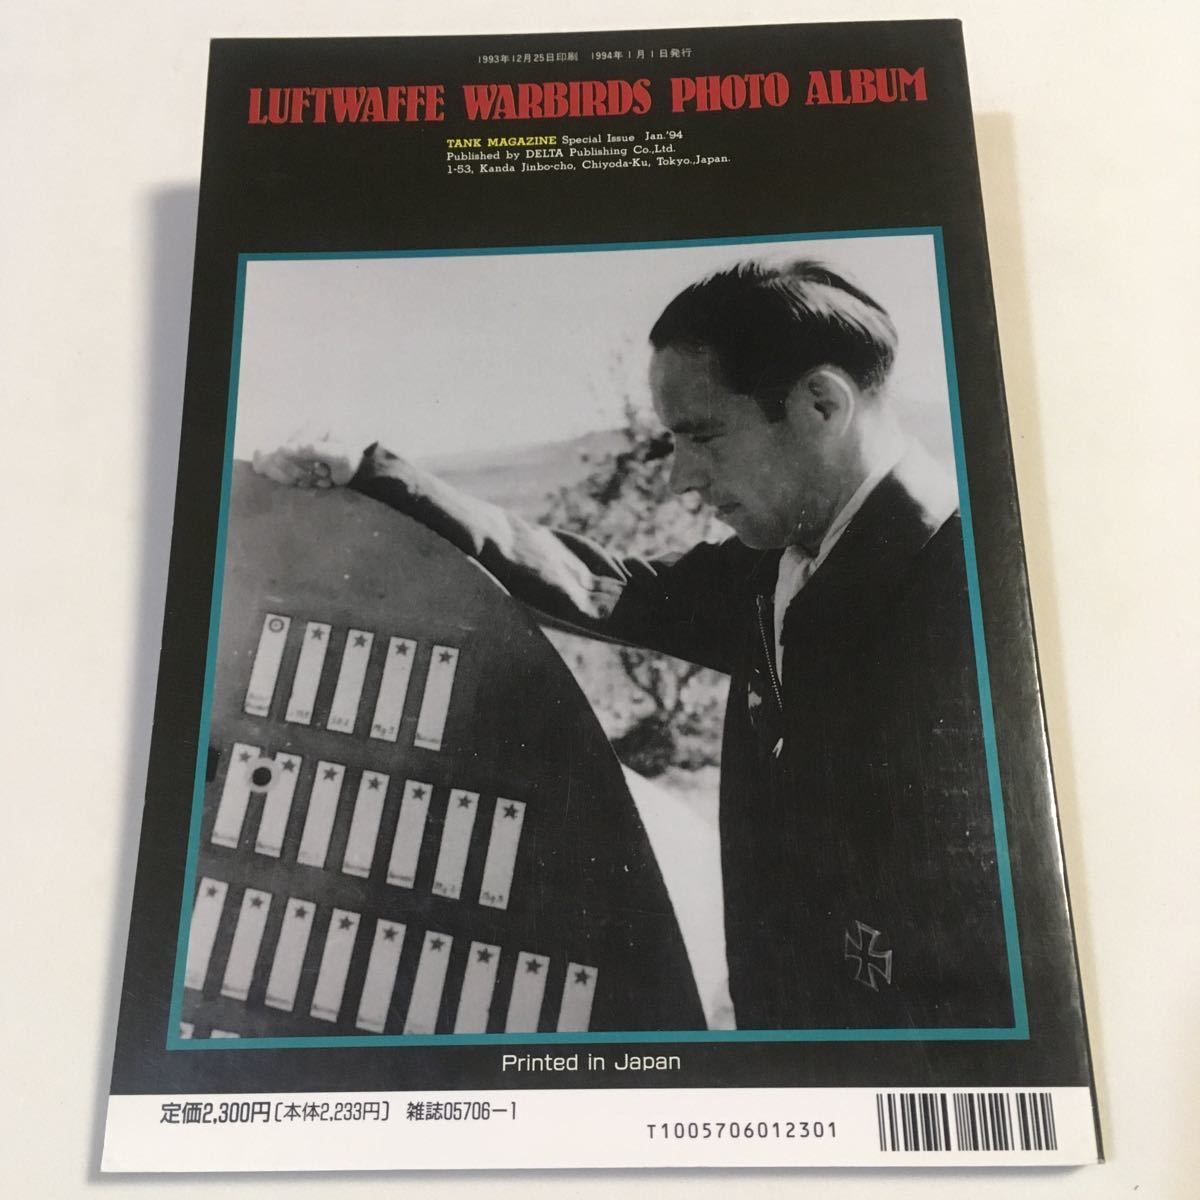 1993年12月25日印刷 1994年1月1日発行
LUFTWAFFE WARBIRDS PHOTO ALBUM
TANK MAGAZINE Special Issue Jan.'94
Published by DELTA Publishing Co.,Ltd.
1-53, Kanda Jinbo-cho, Chiyoda-Ku, Tokyo.,Japan.
Printed in Japan
定価2,300円〔本体2,233円〕 雑誌05706-1
T1005706012301